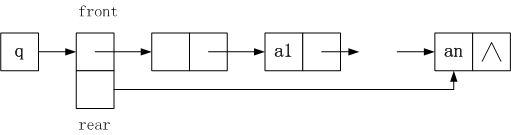 front
q a1 an ∧
rear